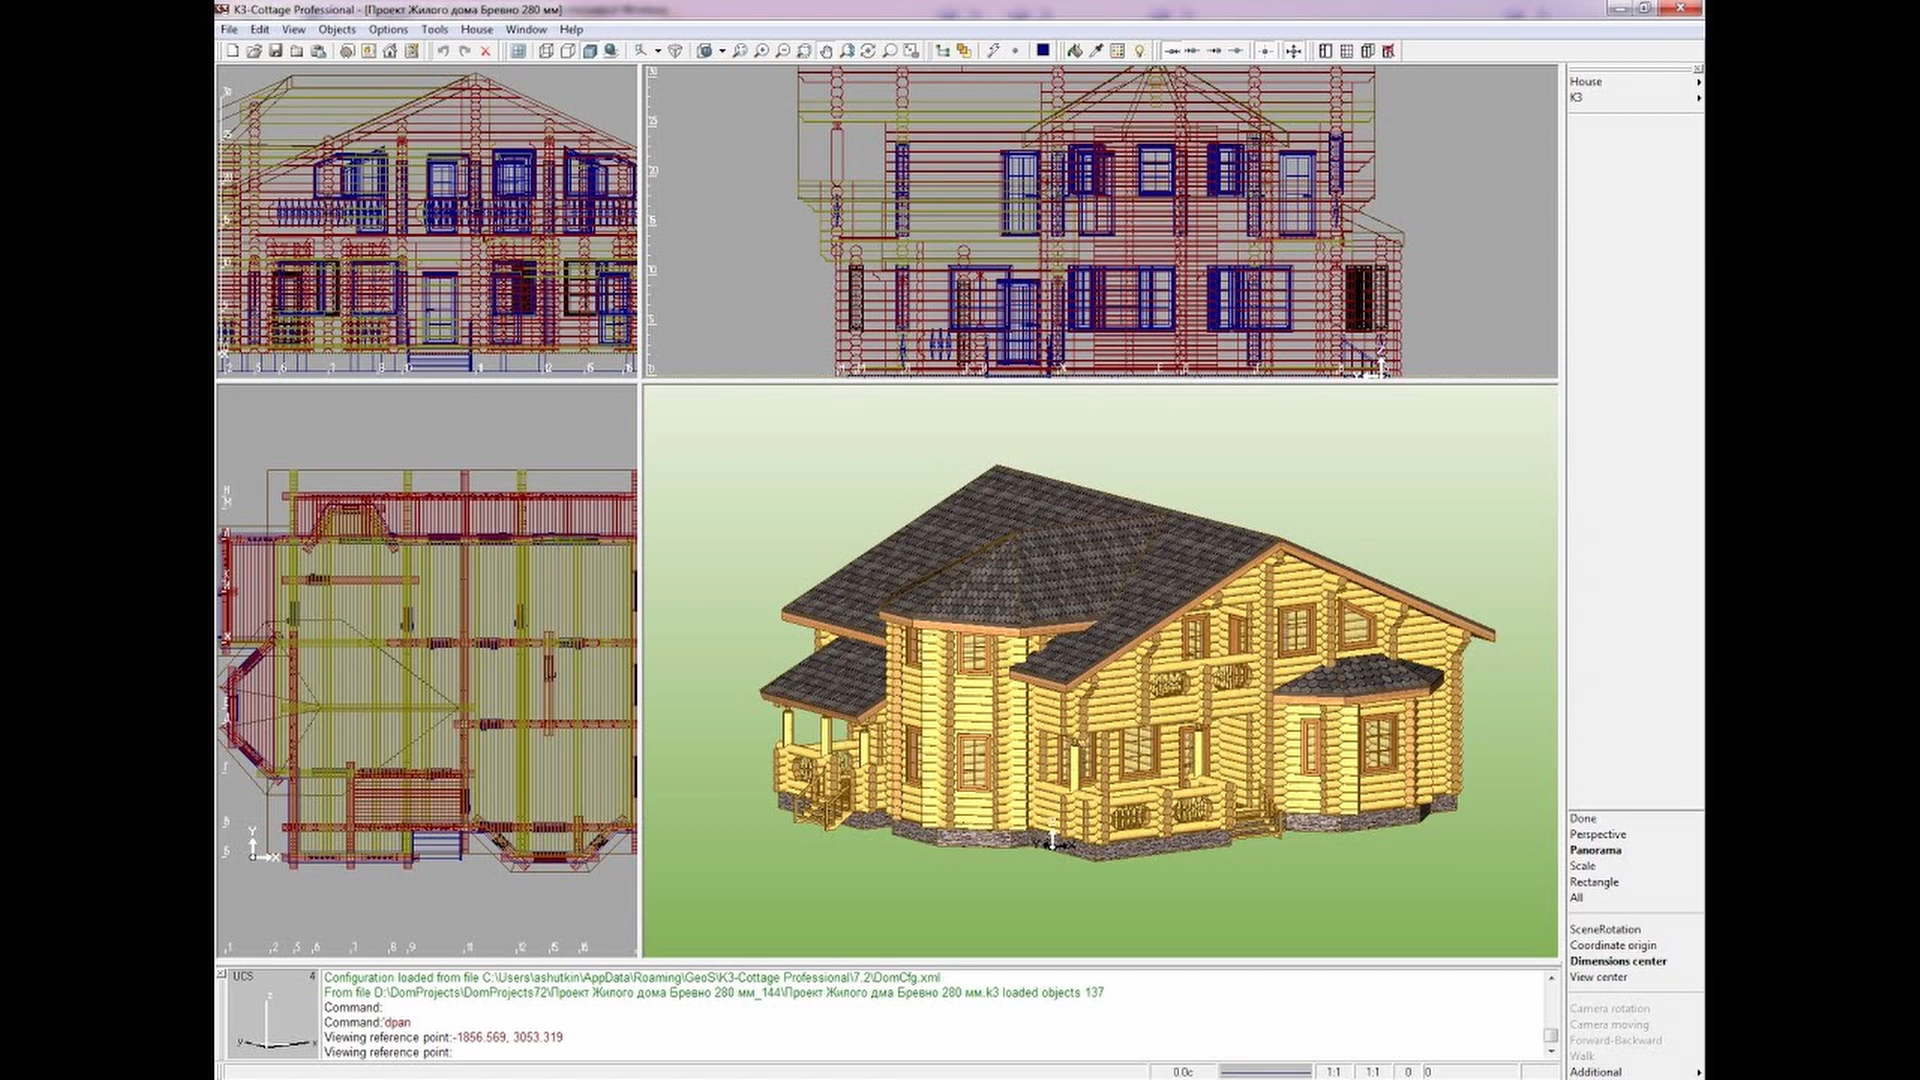 K3-Cottage Professional - [Проект Жилого дома Бревно 280 мм]
File Edit View Objects Options Tools House Window Help
House
K3
Done
Perspective
Panorama
Scale
Rectangle
All
SceneRotation
Coordinate origin
Dimensions center
View center
Camera rotation
Camera moving
Forward-Backward
Walk
Additional
UCS 4
Configuration loaded from file C:\Users\ashutkin\AppData\Roaming\GeoS\K3-Cottage Professional\7.2\DomCfg.xml
From file D:\DomProjects\DomProjects72\Проект Жилого дома Бревно 280 мм_144\Проект Жилого дма Бревно 280 мм.k3 loaded objects 137
Command:
Command:'dpan
Viewing reference point:-1856.569, 3053.319
Viewing reference point:
0.0c 1:1 1:1 0 0